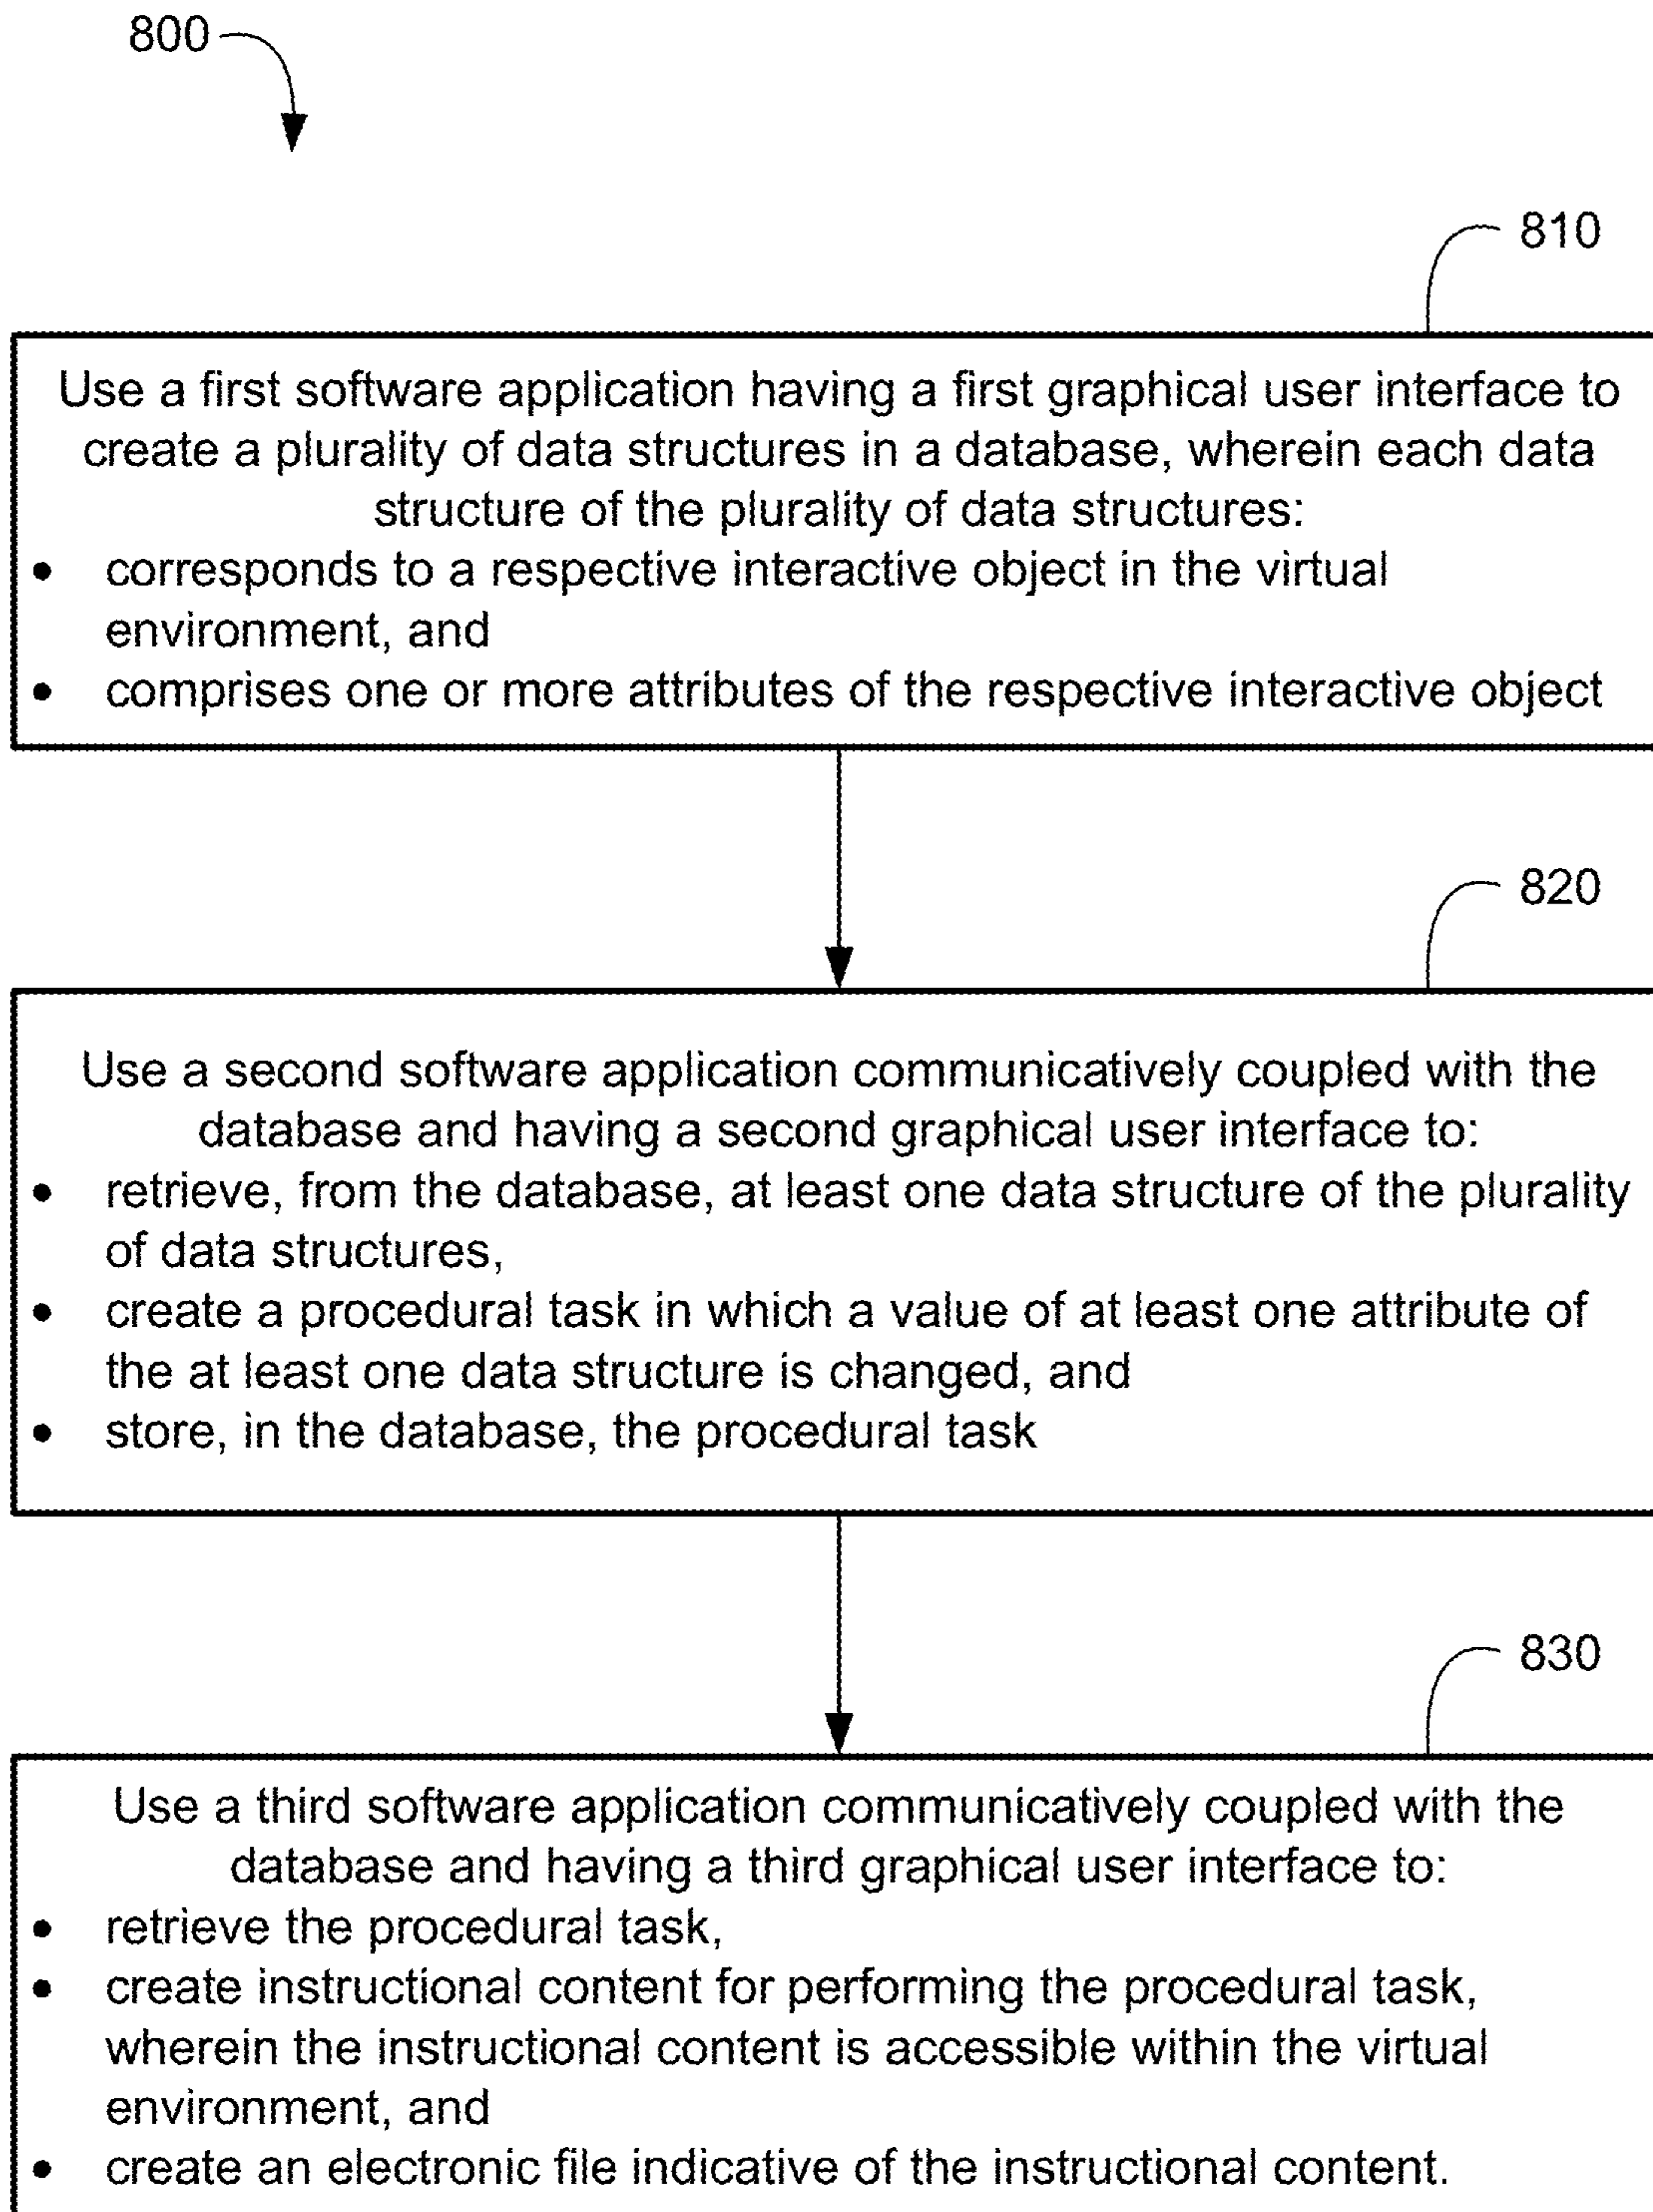 800
810
Use a first software application having a first graphical user interface to
create a plurality of data structures in a database, wherein each data
structure of the plurality of data structures:
• corresponds to a respective interactive object in the virtual
environment, and
• comprises one or more attributes of the respective interactive object
820
Use a second software application communicatively coupled with the
database and having a second graphical user interface to:
• retrieve, from the database, at least one data structure of the plurality
of data structures,
• create a procedural task in which a value of at least one attribute of
the at least one data structure is changed, and
• store, in the database, the procedural task
830
Use a third software application communicatively coupled with the
database and having a third graphical user interface to:
• retrieve the procedural task,
• create instructional content for performing the procedural task,
wherein the instructional content is accessible within the virtual
environment, and
• create an electronic file indicative of the instructional content.